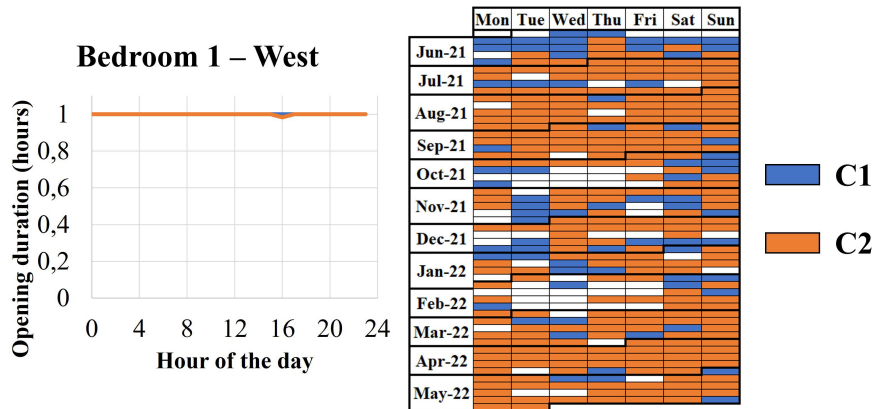 Bedroom 1 – West
Opening duration (hours)
1
0,8
0,6
0,4
0,2
0
0 4 8 12 16 20 24
Hour of the day
Mon Tue Wed Thu Fri Sat Sun
Jun-21
Jul-21
Aug-21
Sep-21
Oct-21
Nov-21
Dec-21
Jan-22
Feb-22
Mar-22
Apr-22
May-22
C1
C2